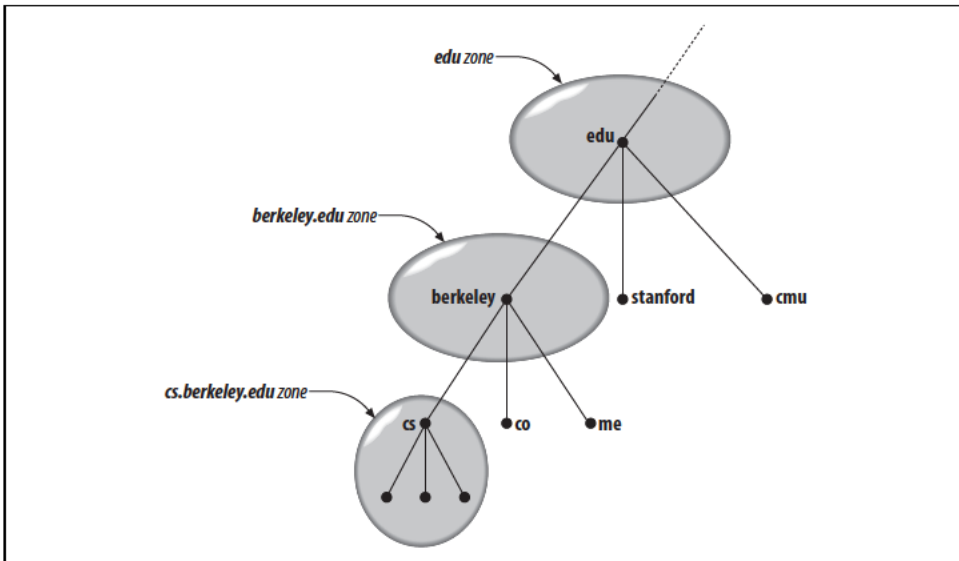 edu zone
edu
berkeley.edu zone
berkeley
stanford
cmu
cs.berkeley.edu zone
cs
co
me